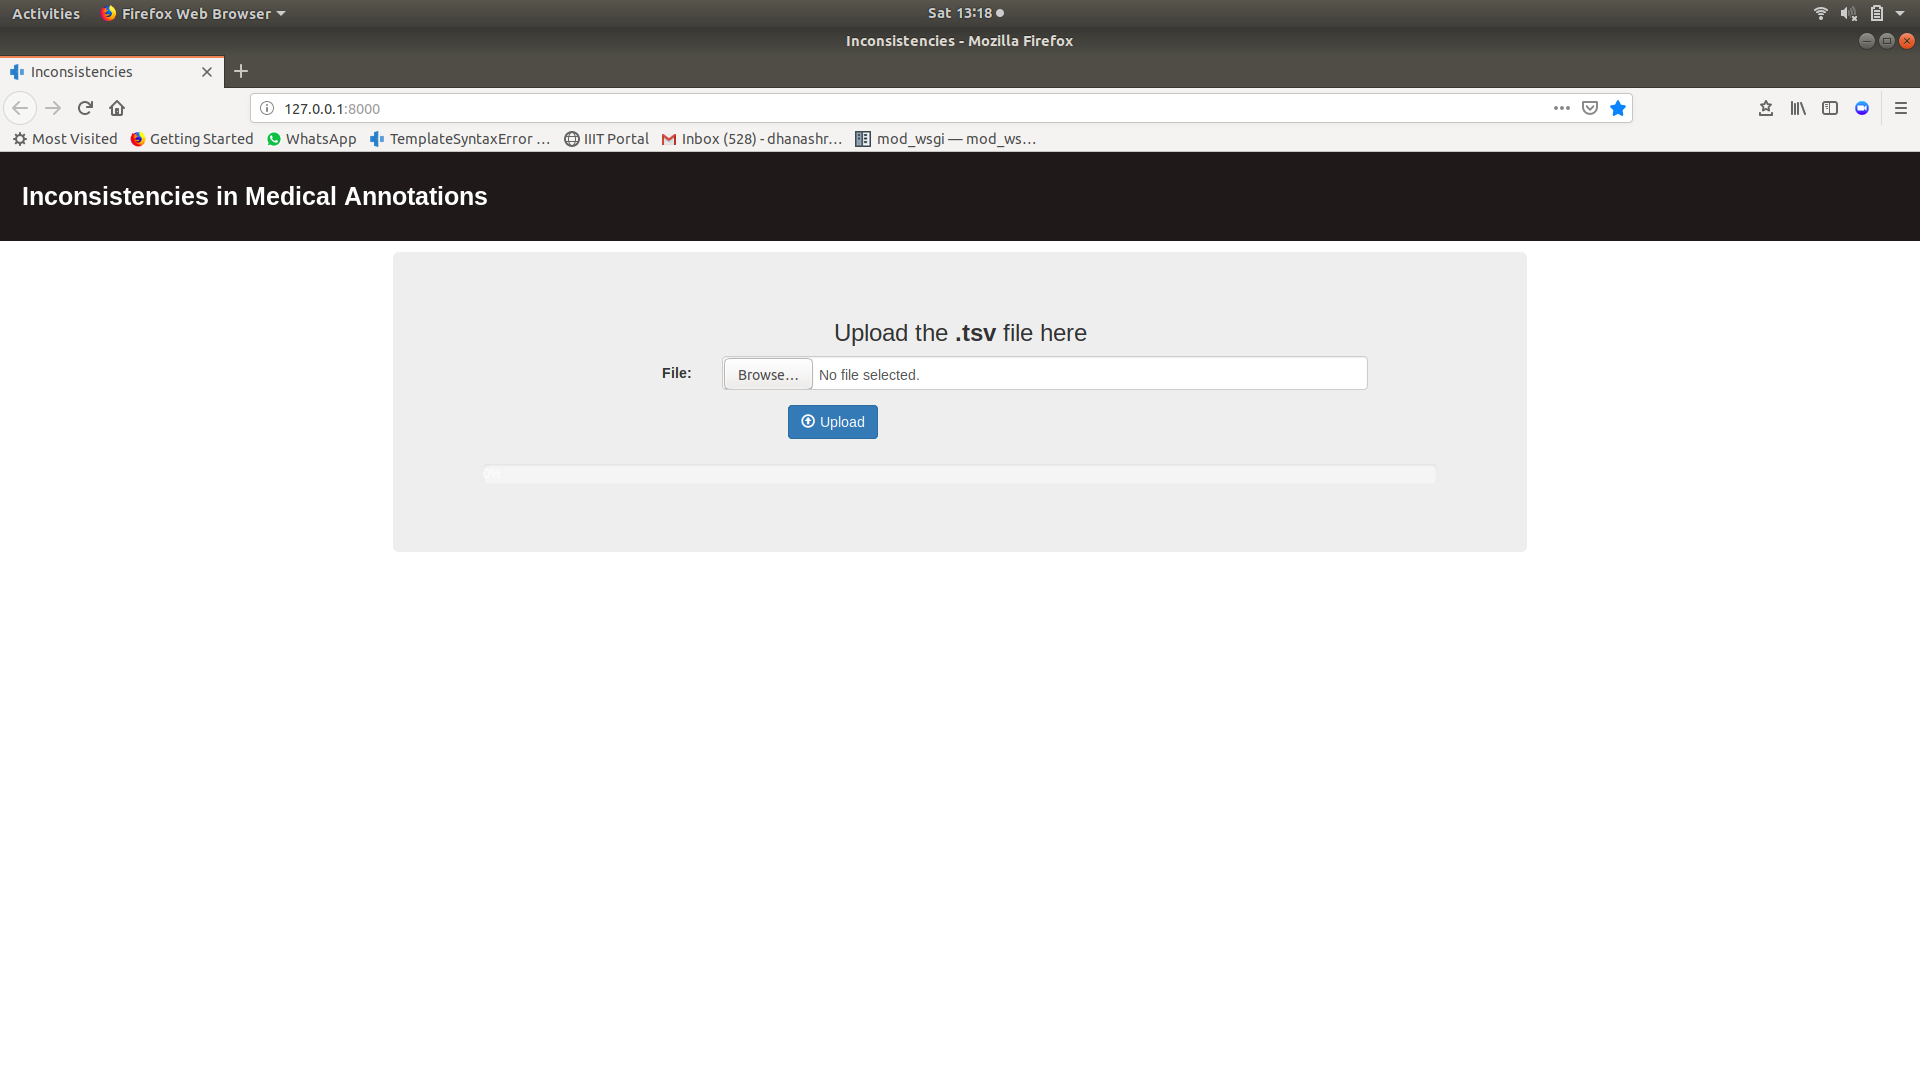 Activities Firefox Web Browser Sat 13:18
Inconsistencies - Mozilla Firefox
Inconsistencies
127.0.0.1:8000
Most Visited Getting Started WhatsApp TemplateSyntaxError ... IIIT Portal Inbox (528) - dhanashr... mod_wsgi — mod_ws...
Inconsistencies in Medical Annotations
Upload the .tsv file here
File: Browse... No file selected.
Upload
0%